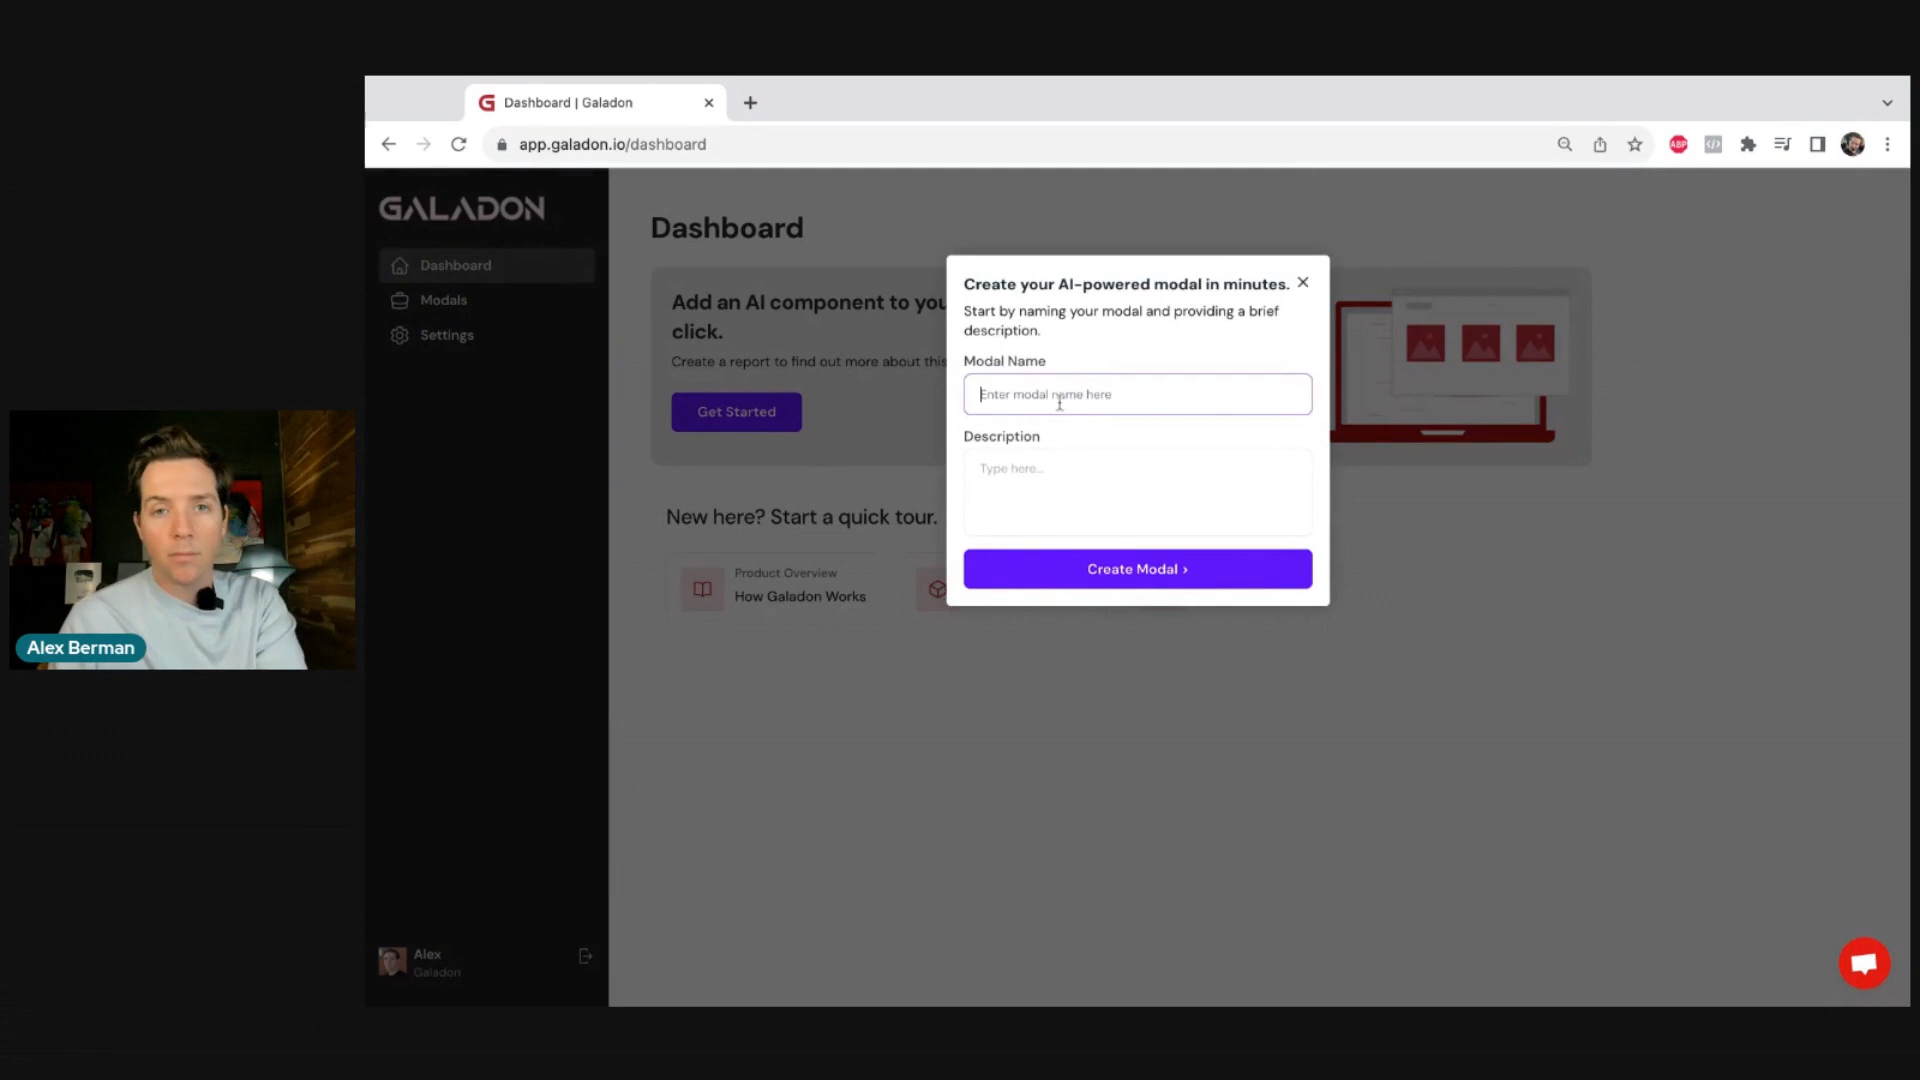 Dashboard | Galadon
app.galadon.io/dashboard
ABP
GALADON
Dashboard
Modals
Settings
Alex
Galadon
Dashboard
Add an AI component to you
click.
Create a report to find out more about this
Get Started
New here? Start a quick tour.
Product Overview
How Galadon Works
Create your AI-powered modal in minutes.
Start by naming your modal and providing a brief
description.
Modal Name
Enter modal name here
Description
Type here...
Create Modal >
Alex Berman